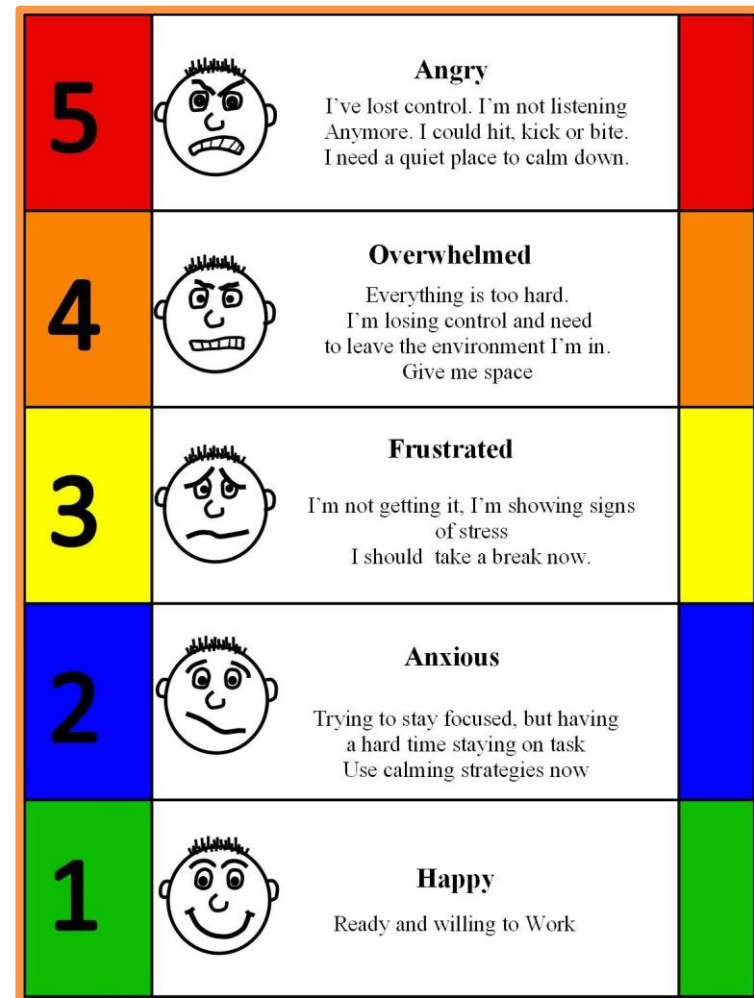 5
Angry
I've lost control. I'm not listening
Anymore. I could hit, kick or bite.
I need a quiet place to calm down.
4
Overwhelmed
Everything is too hard.
I'm losing control and need
to leave the environment I'm in.
Give me space
3
Frustrated
I'm not getting it, I'm showing signs
of stress
I should  take a break now.
2
Anxious
Trying to stay focused, but having
a hard time staying on task
Use calming strategies now
1
Happy
Ready and willing to Work